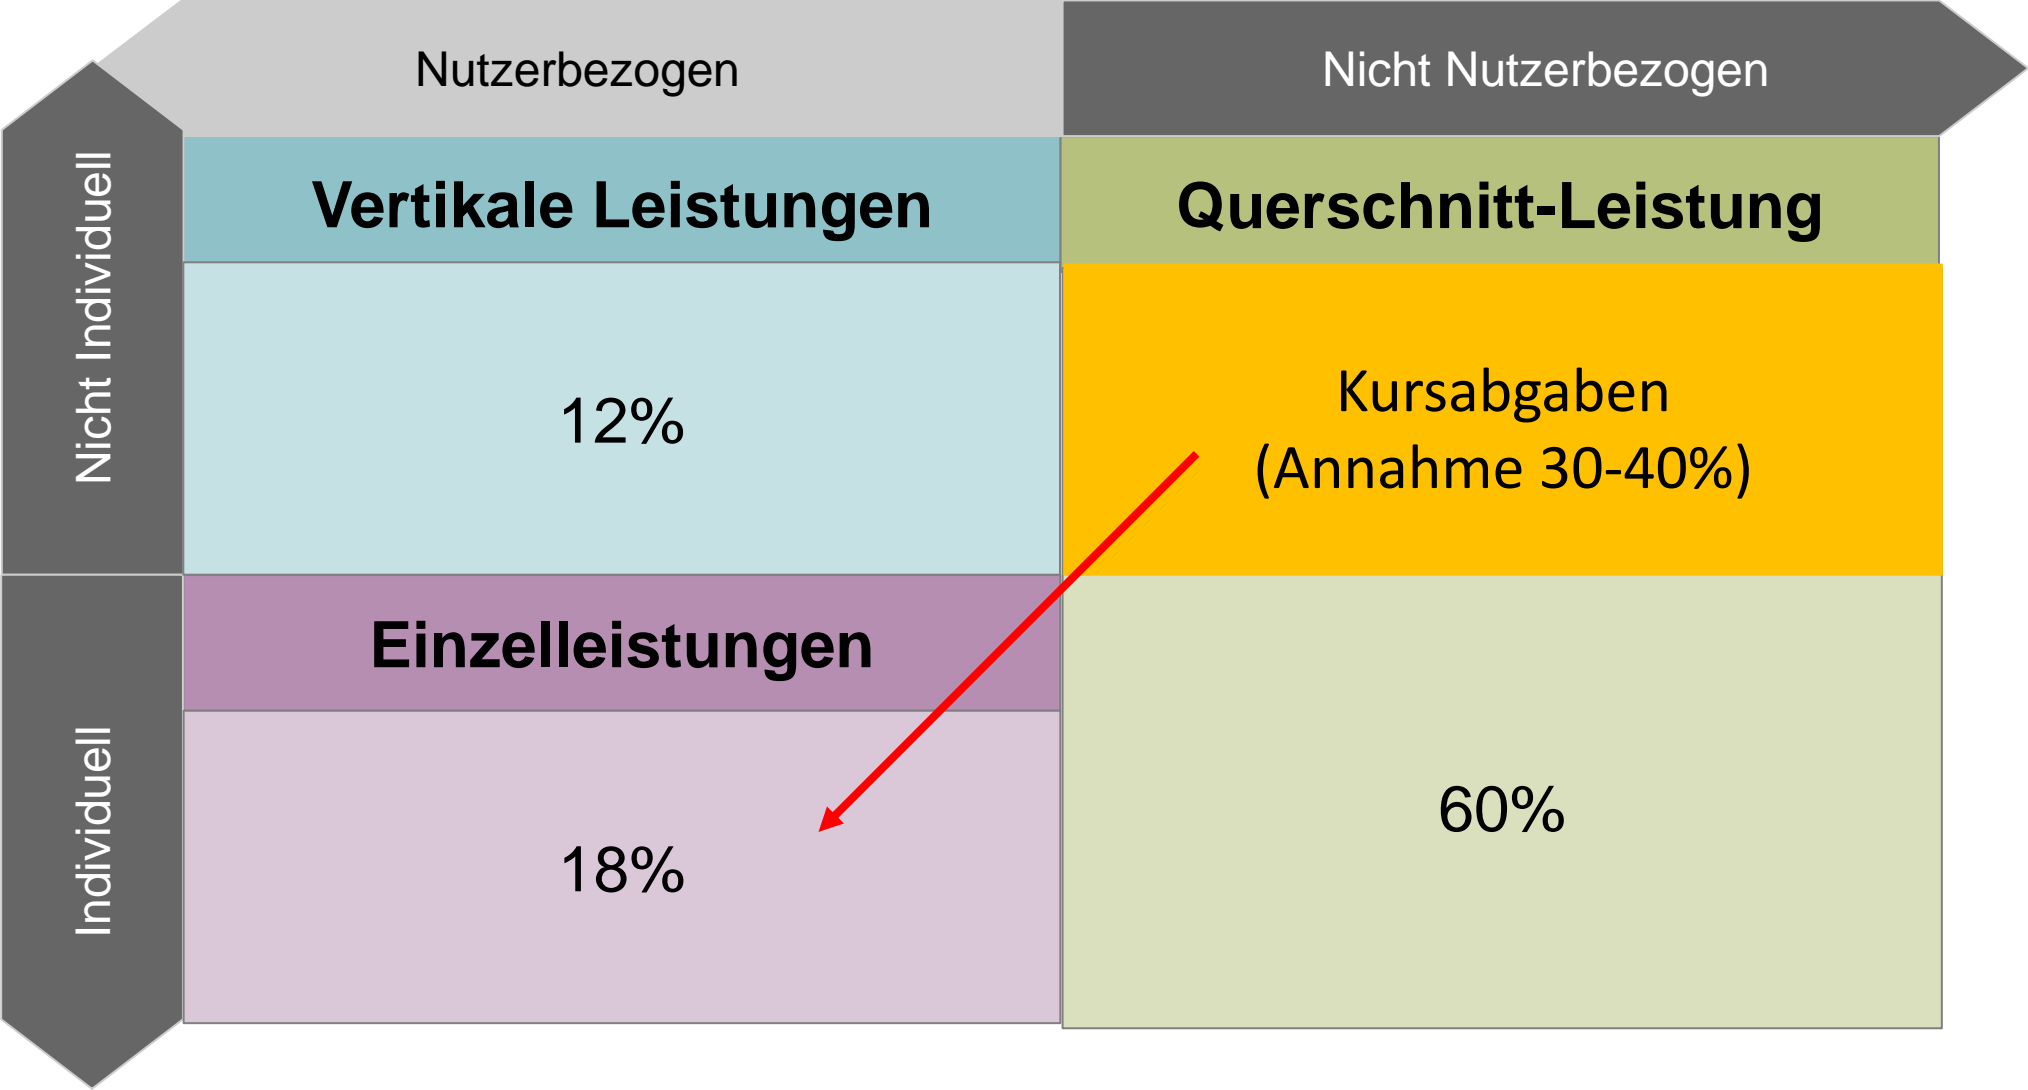 Nutzerbezogen
Nicht Nutzerbezogen
Nicht Individuell
Vertikale Leistungen
Querschnitt-Leistung
12%
Kursabgaben
(Annahme 30-40%)
Individuell
Einzelleistungen
18%
60%